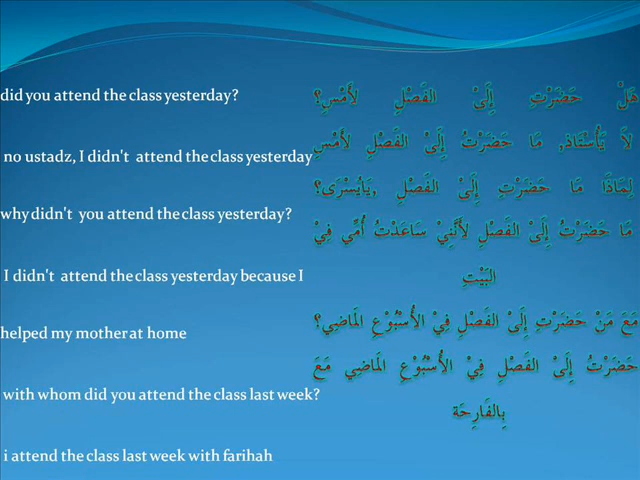 did you attend the class yesterday?
no ustadz, I didn't attend the class yesterday
why didn't you attend the class yesterday?
I didn't attend the class yesterday because I
helped my mother at home
with whom did you attend the class last week?
i attend the class last week with farihah
هَلْ حَضَرْتِ إِلَىْ الفَصْلِ لأَمْسِ؟
لاَ يَأُسْتَاذ, مَا حَضَرْتُ إِلَىْ الفَصْلِ لأَمْسِ
لِمَاذَا مَا حَضَرْتِ إِلَى الفَصْلِ ,يَايُسْرَى؟
مَا حَضَرْتُ إِلَىْ الفَصْلِ لأَنَّنِيْ سَاعَدْتُ أُمِّي فِيْ
البَيْتِ
مَعَ مَنْ حَضَرْتِ إِلَىْ الفَصْلِ فِيْ الأُسْبُوْعِ المَاضِي؟
حَضَرْتُ إِلَىْ الفَصْلِ فِيْ الأُسْبُوْعِ المَاضِي مَعَ
بِالفَارِحَة